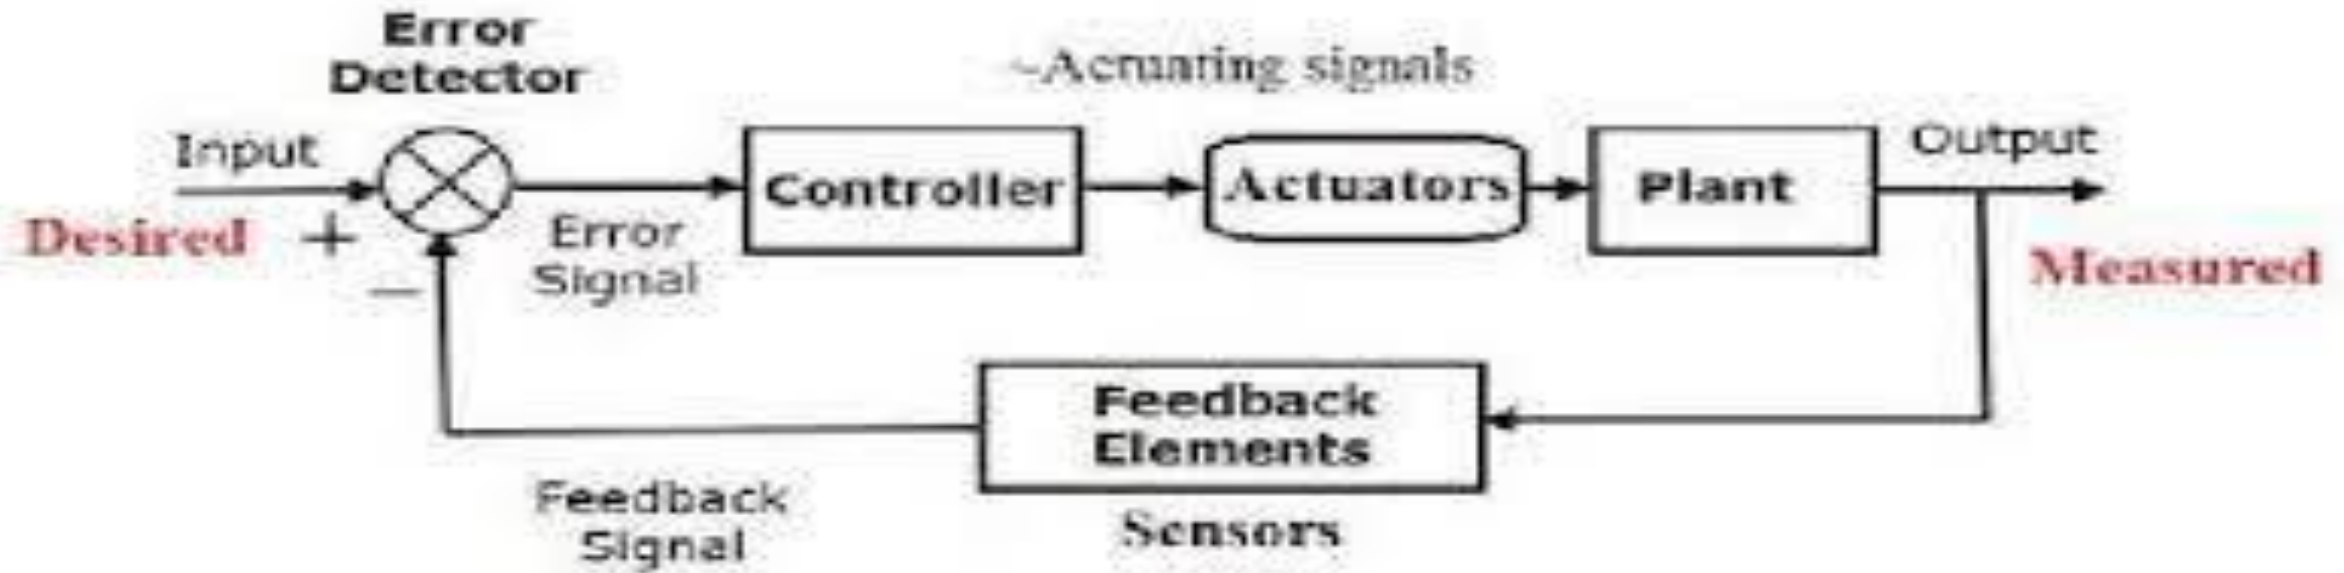 Error
Detector
~Actuating signals
Input
Output
Controller
Actuators
Plant
Desired
+
−
Error
Signal
Measured
Feedback
Elements
Feedback
Signal
Sensors